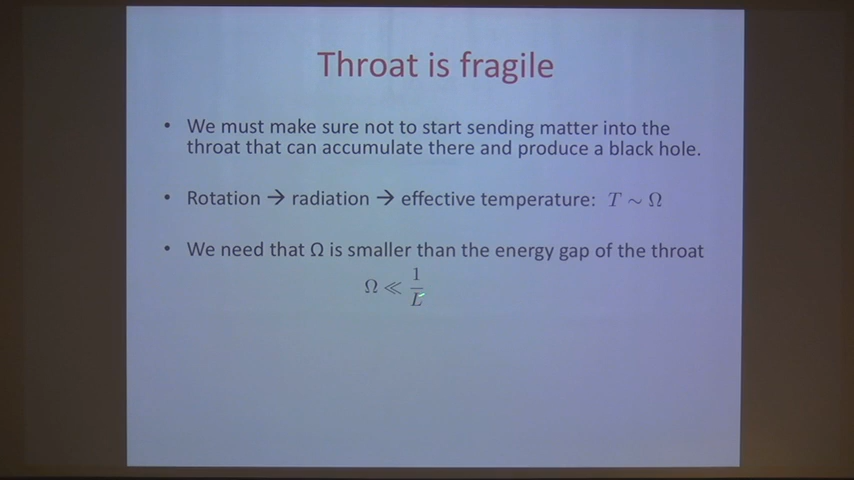 Throat is fragile
• We must make sure not to start sending matter into the
throat that can accumulate there and produce a black hole.
• Rotation → radiation → effective temperature: T ∼ Ω
• We need that Ω is smaller than the energy gap of the throat
Ω ≪ 1/L